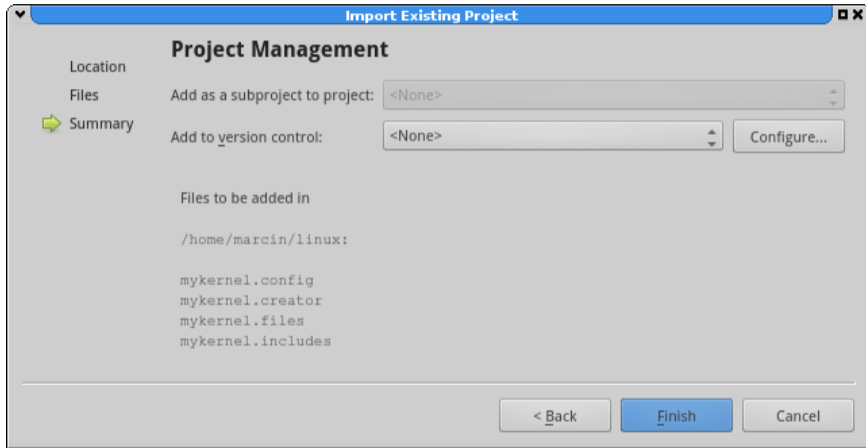 Import Existing Project
Project Management
Location
Files
Summary
Add as a subproject to project: <None>
Add to version control: <None> Configure...
Files to be added in
/home/marcin/linux:
mykernel.config
mykernel.creator
mykernel.files
mykernel.includes
< Back Finish Cancel